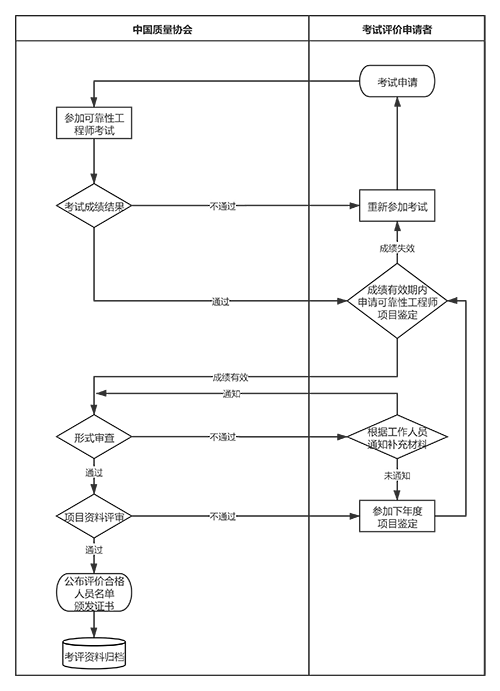 中国质量协会
考试评价申请者
考试申请
参加可靠性工
程师考试
考试成绩结果
不通过
重新参加考试
成绩失效
成绩有效期内
申请可靠性工程师
项目鉴定
通过
成绩有效
通知
形式审查
不通过
根据工作人员
通知补充材料
通过
未通知
项目资料评审
不通过
参加下年度
项目鉴定
通过
公布评价合格
人员名单
颁发证书
考评资料归档